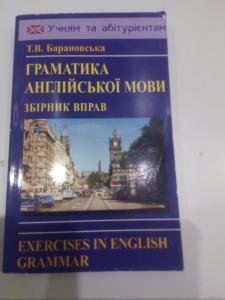 Учням та абітурієнтам
Т.В. Барановська
ГРАМАТИКА
АНГЛІЙСЬКОЇ МОВИ
ЗБІРНИК ВПРАВ
EXERCISES IN ENGLISH
GRAMMAR